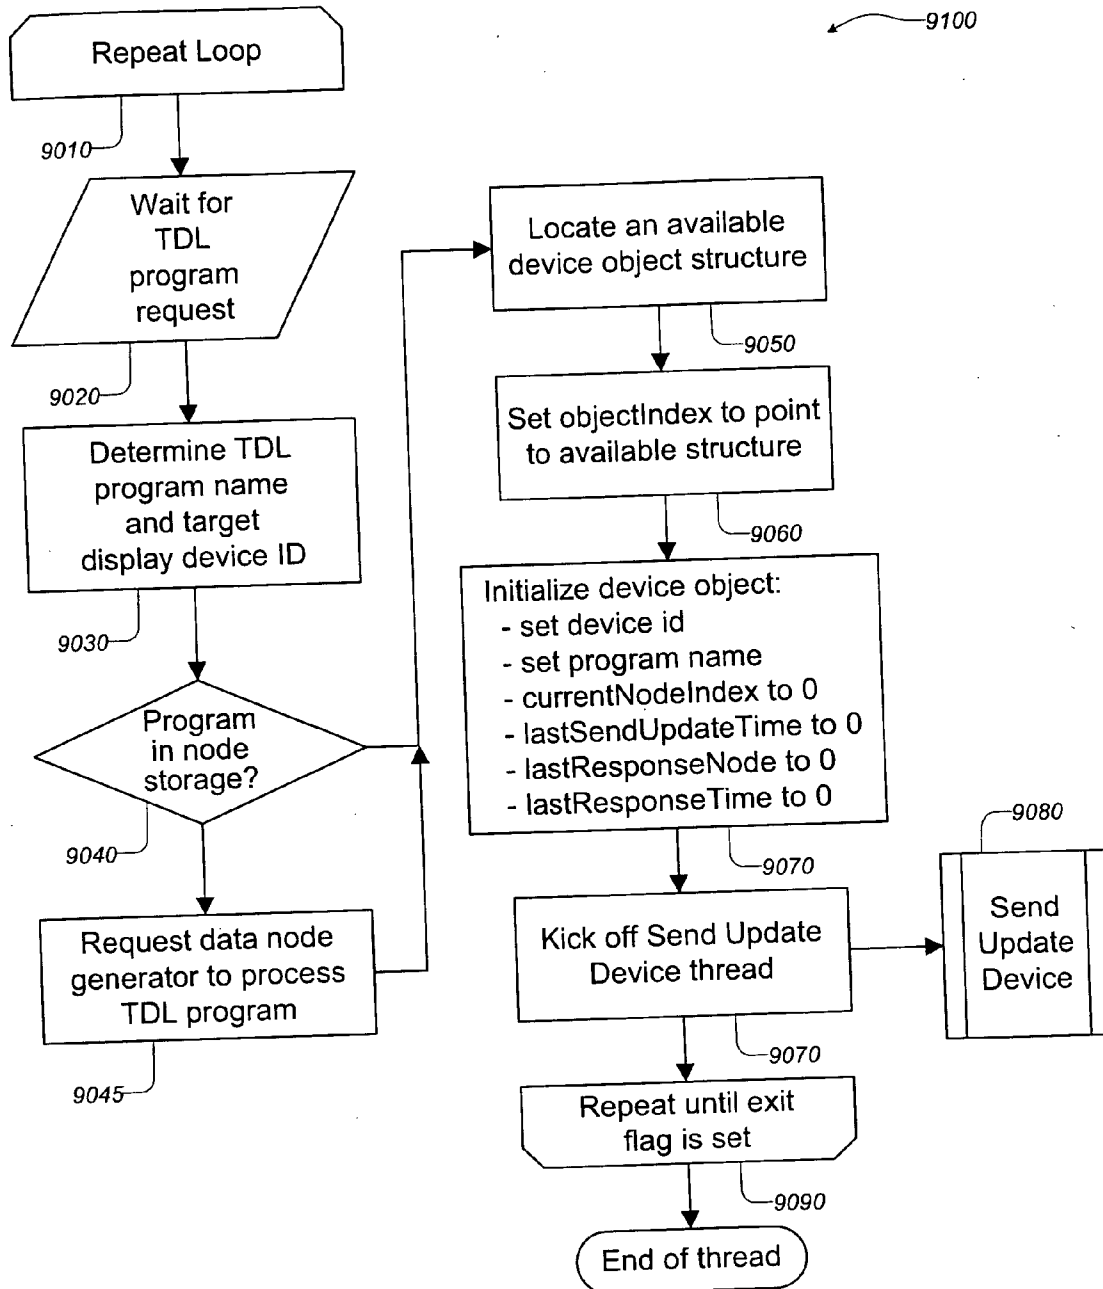 9100
Repeat Loop
9010
Wait for
TDL
program
request
9020
Determine TDL
program name
and target
display device ID
9030
Program
in node
storage?
9040
Request data node
generator to process
TDL program
9045
Locate an available
device object structure
9050
Set objectIndex to point
to available structure
9060
Initialize device object:
- set device id
- set program name
- currentNodeIndex to 0
- lastSendUpdateTime to 0
- lastResponseNode to 0
- lastResponseTime to 0
9070
Kick off Send Update
Device thread
9070
9080
Send
Update
Device
Repeat until exit
flag is set
9090
End of thread